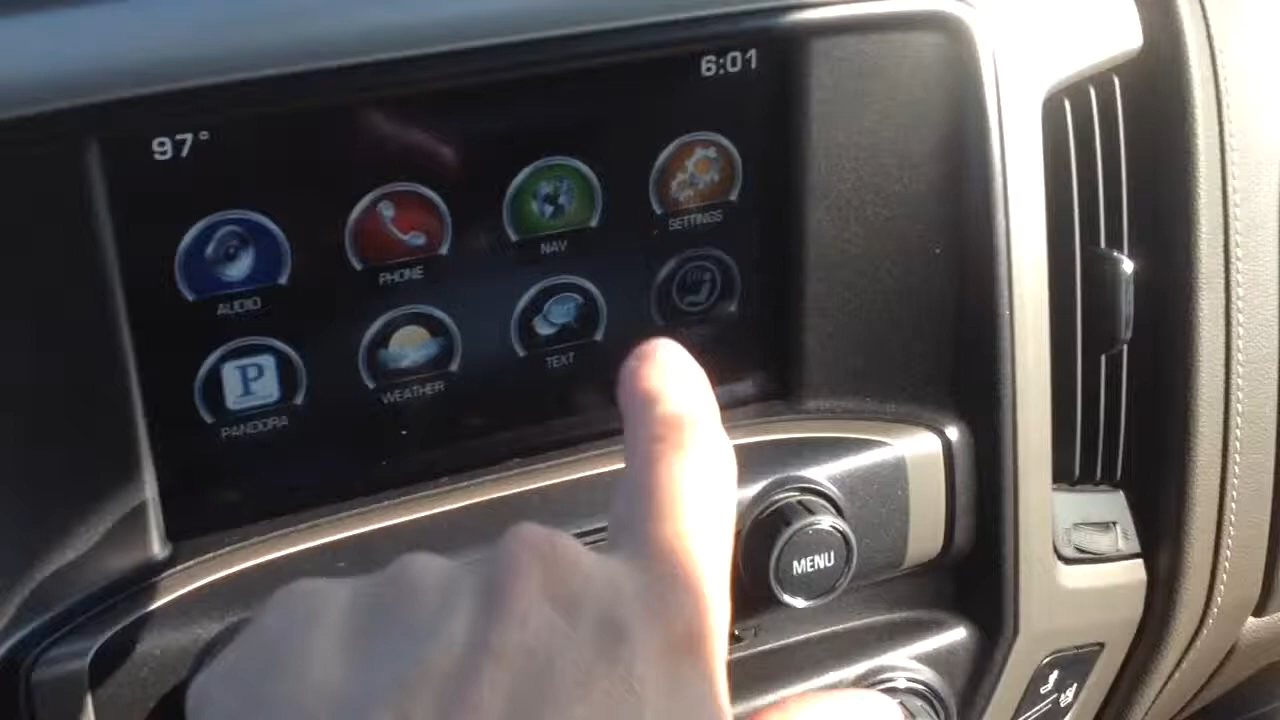 97° 6:01
AUDIO PHONE NAV SETTINGS
P
PANDORA WEATHER TEXT
MENU